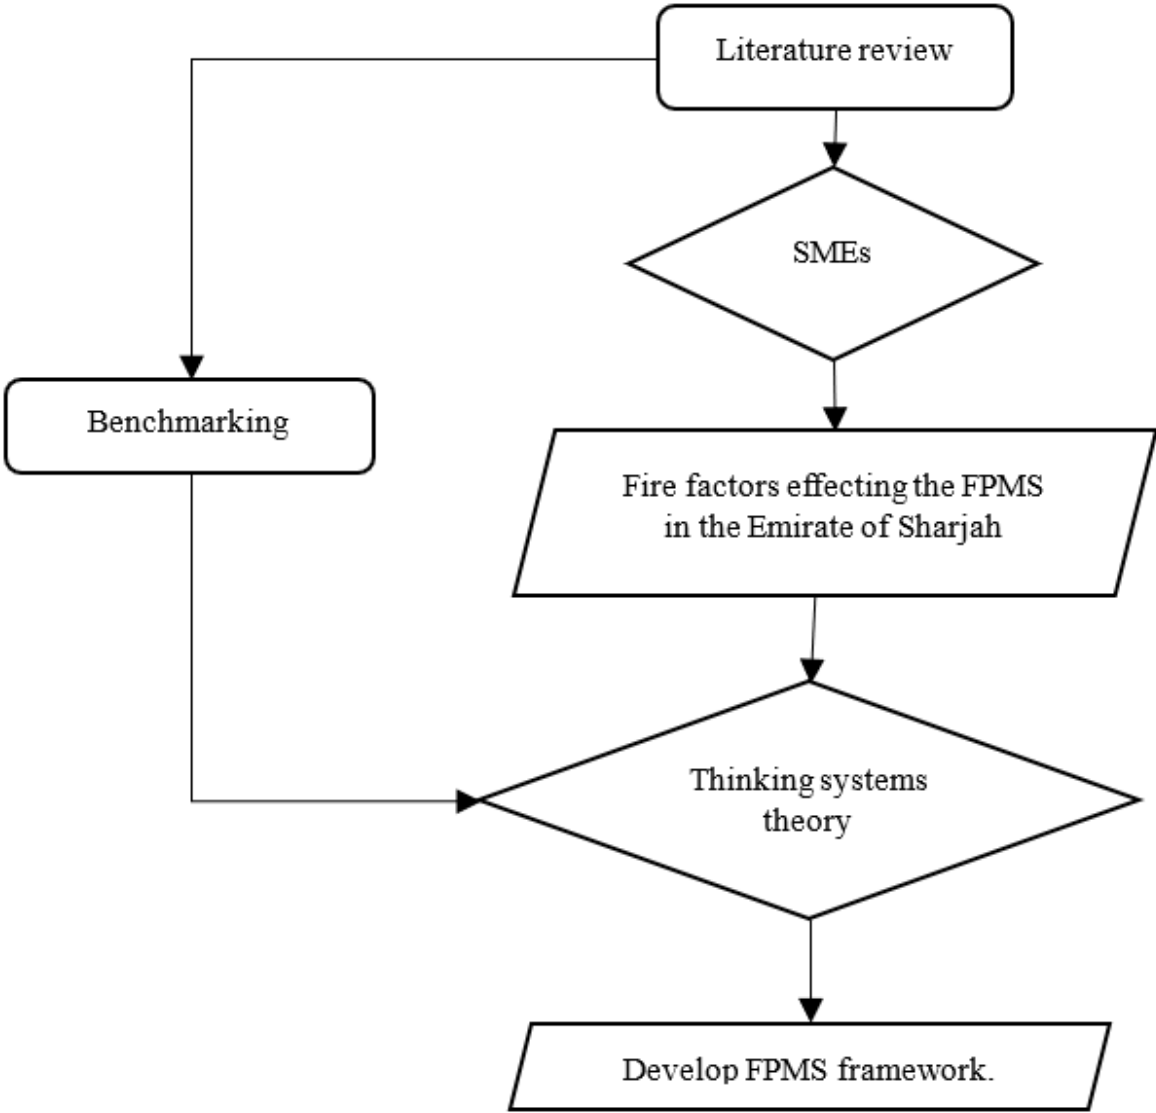 Literature review
SMEs
Benchmarking
Fire factors effecting the FPMS
in the Emirate of Sharjah
Thinking systems
theory
Develop FPMS framework.